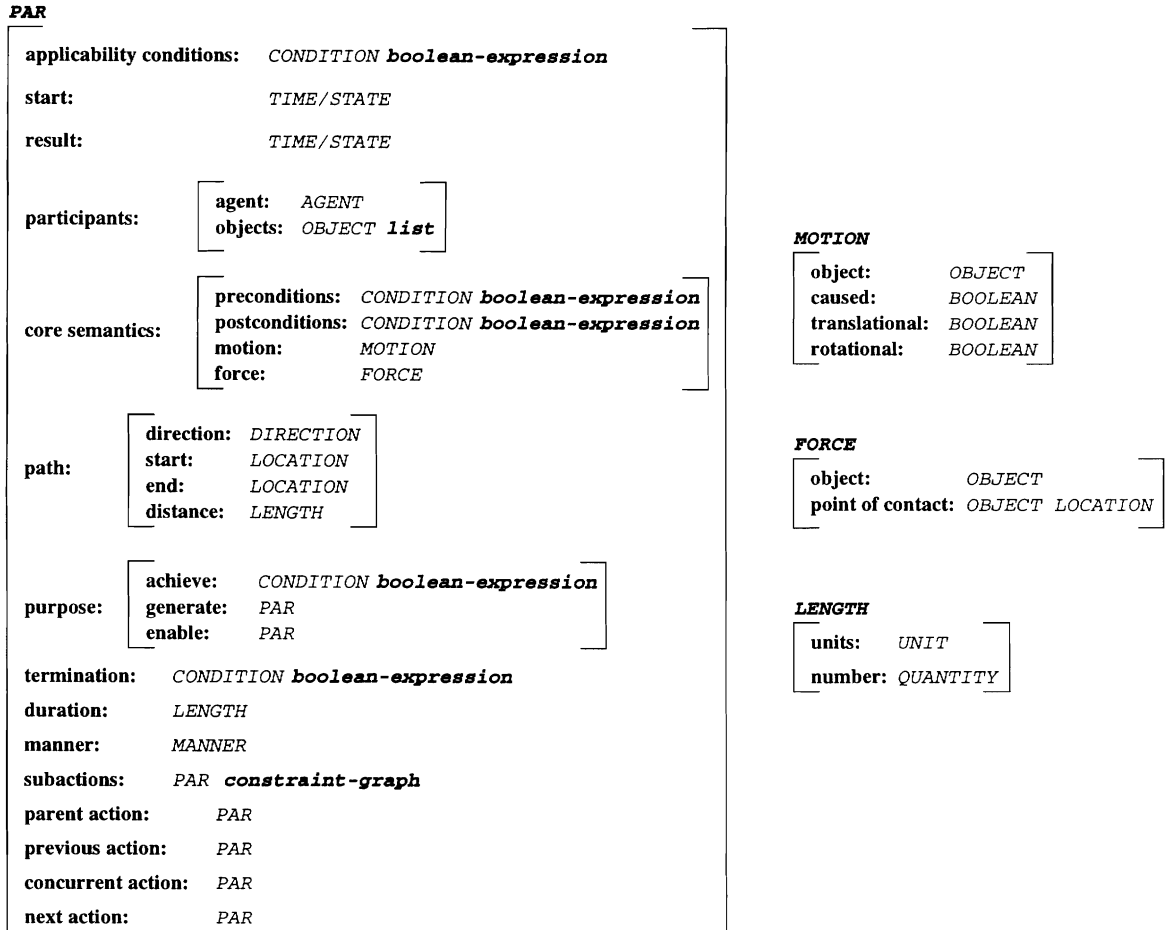 PAR
applicability conditions: CONDITION boolean-expression
start: TIME/STATE
result: TIME/STATE
participants:
agent: AGENT
objects: OBJECT list
core semantics:
preconditions: CONDITION boolean-expression
postconditions: CONDITION boolean-expression
motion: MOTION
force: FORCE
path:
direction: DIRECTION
start: LOCATION
end: LOCATION
distance: LENGTH
purpose:
achieve: CONDITION boolean-expression
generate: PAR
enable: PAR
termination: CONDITION boolean-expression
duration: LENGTH
manner: MANNER
subactions: PAR constraint-graph
parent action: PAR
previous action: PAR
concurrent action: PAR
next action: PAR
MOTION
object: OBJECT
caused: BOOLEAN
translational: BOOLEAN
rotational: BOOLEAN
FORCE
object: OBJECT
point of contact: OBJECT LOCATION
LENGTH
units: UNIT
number: QUANTITY